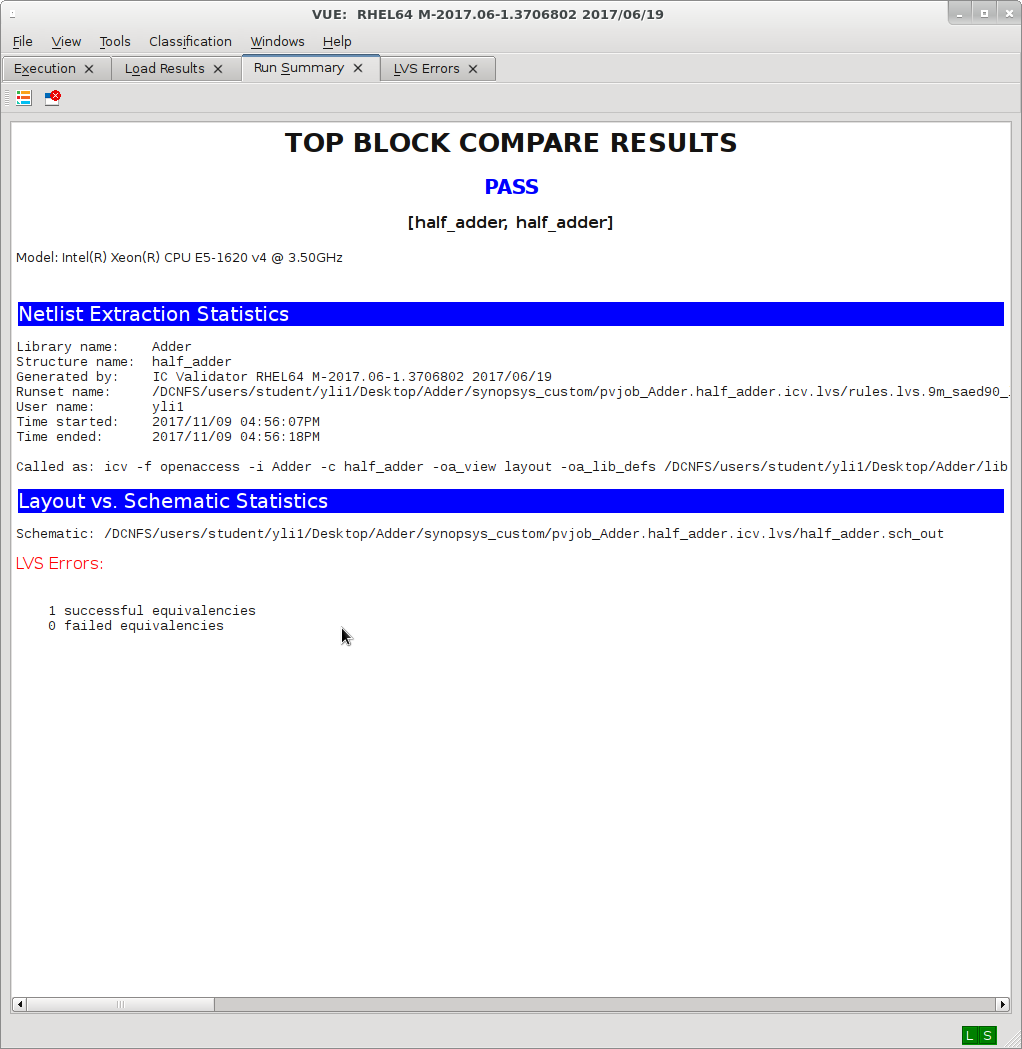 VUE: RHEL64 M-2017.06-1.3706802 2017/06/19
File View Tools Classification Windows Help
Execution Load Results Run Summary LVS Errors
TOP BLOCK COMPARE RESULTS
PASS
[half_adder, half_adder]
Model: Intel(R) Xeon(R) CPU E5-1620 v4 @ 3.50GHz
Netlist Extraction Statistics
Library name: Adder
Structure name: half_adder
Generated by: IC Validator RHEL64 M-2017.06-1.3706802 2017/06/19
Runset name: /DCNFS/users/student/yli1/Desktop/Adder/synopsys_custom/pvjob_Adder.half_adder.icv.lvs/rules.lvs.9m_saed90_.
User name: yli1
Time started: 2017/11/09 04:56:07PM
Time ended: 2017/11/09 04:56:18PM
Called as: icv -f openaccess -i Adder -c half_adder -oa_view layout -oa_lib_defs /DCNFS/users/student/yli1/Desktop/Adder/lib
Layout vs. Schematic Statistics
Schematic: /DCNFS/users/student/yli1/Desktop/Adder/synopsys_custom/pvjob_Adder.half_adder.icv.lvs/half_adder.sch_out
LVS Errors:
1 successful equivalencies
0 failed equivalencies
L S